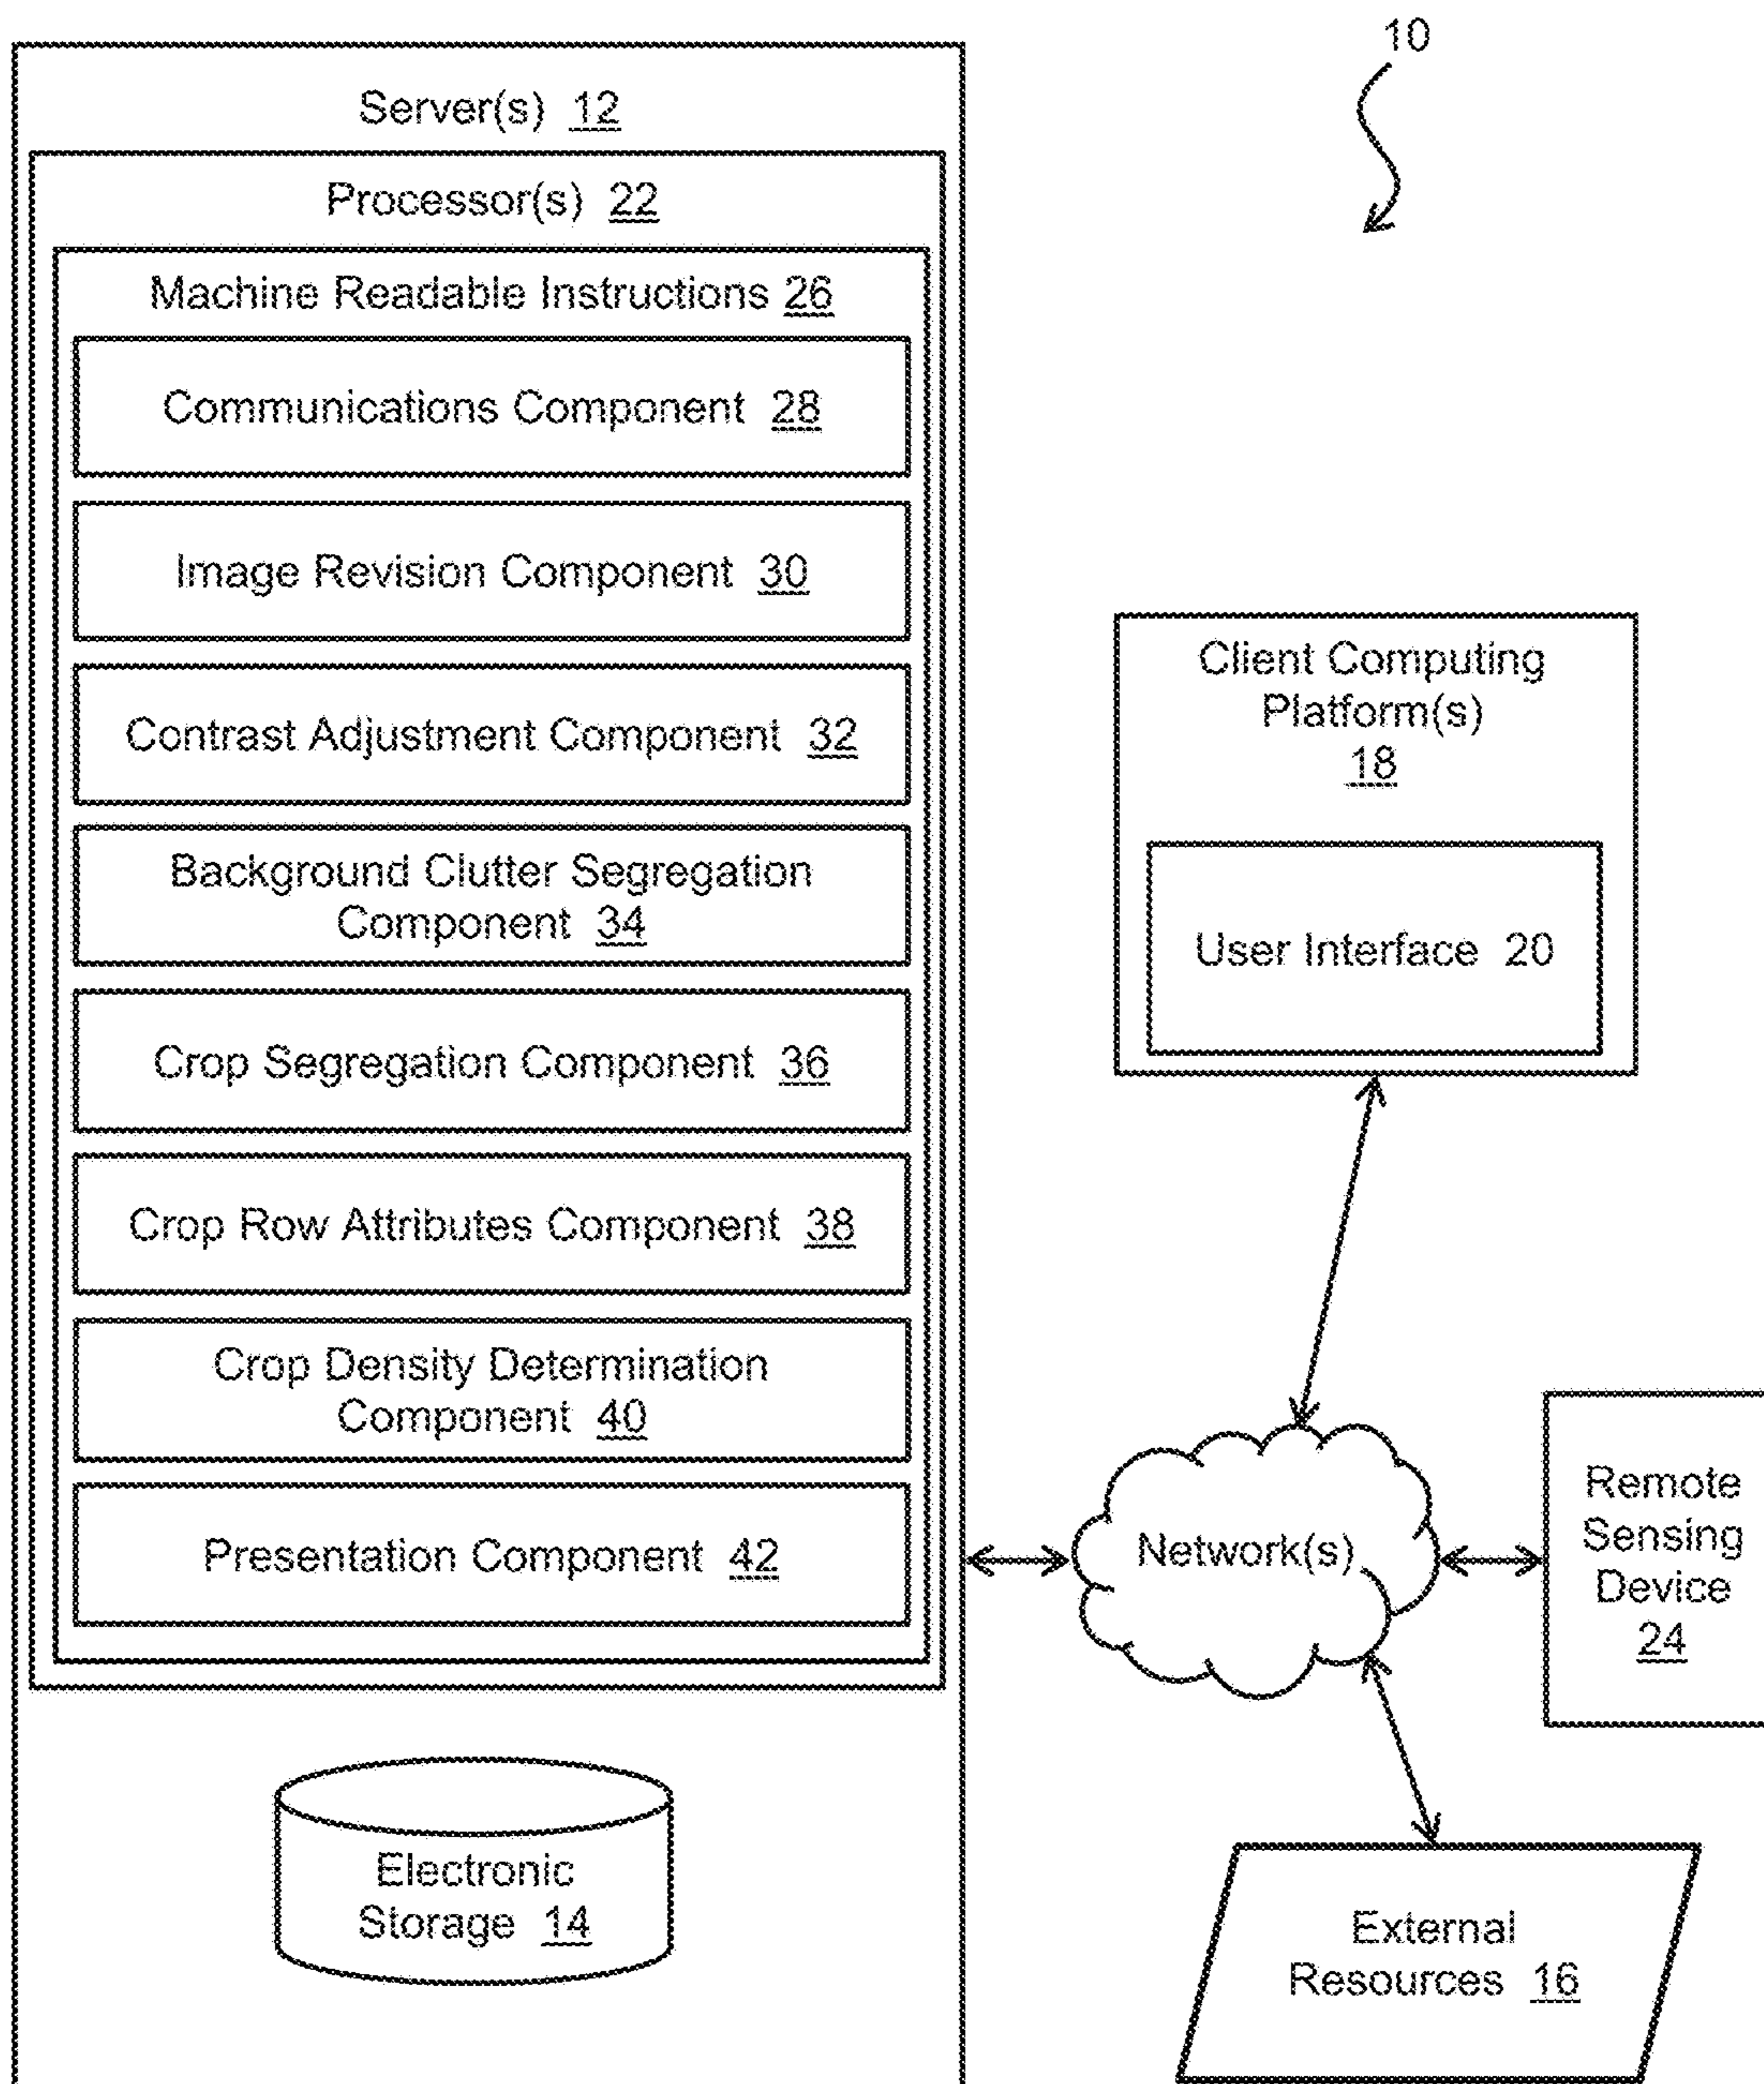 10
Server(s) 12
Processor(s) 22
Machine Readable Instructions 26
Communications Component 28
Image Revision Component 30
Contrast Adjustment Component 32
Background Clutter Segregation
Component 34
Crop Segregation Component 36
Crop Row Attributes Component 38
Crop Density Determination
Component 40
Presentation Component 42
Electronic
Storage 14
Client Computing
Platform(s)
18
User Interface 20
Network(s)
Remote
Sensing
Device
24
External
Resources 16